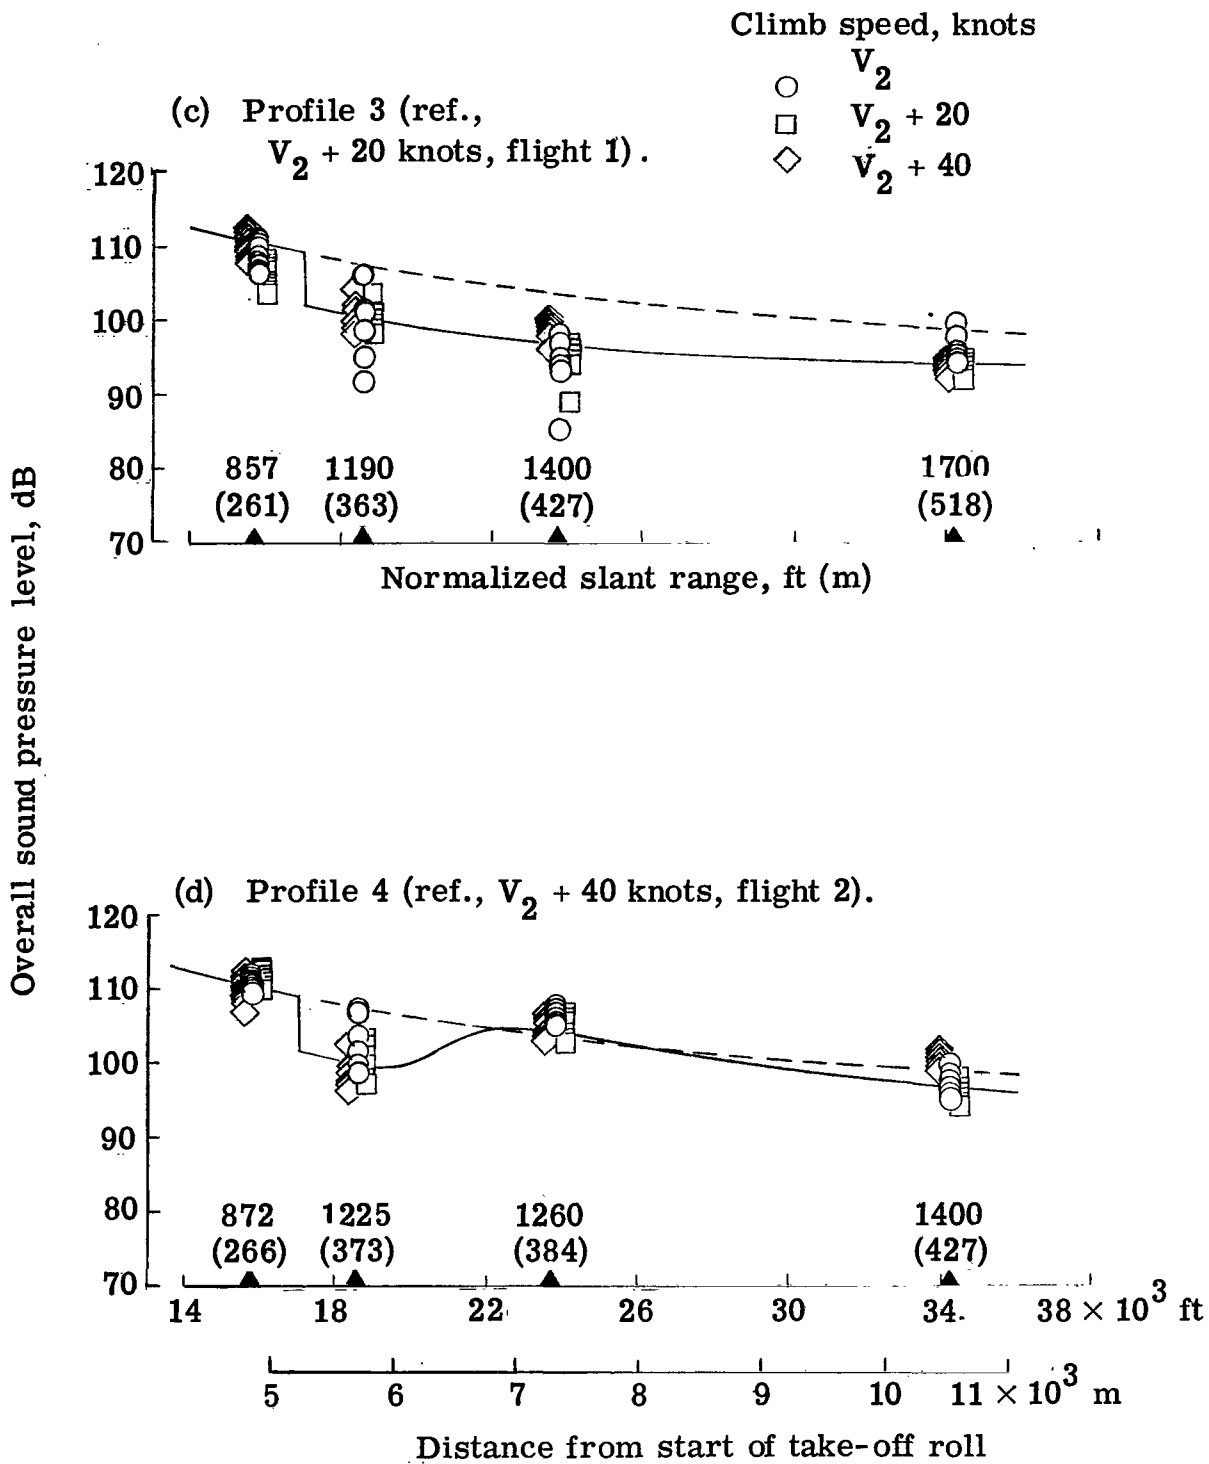 Climb speed, knots
V2
V2 + 20
V2 + 40
(c) Profile 3 (ref.,
V2 + 20 knots, flight 1).
120
110
100
90
80
70
857 1190 1400 1700
(261) (363) (427) (518)
Normalized slant range, ft (m)
Overall sound pressure level, dB
(d) Profile 4 (ref., V2 + 40 knots, flight 2).
120
110
100
90
80
70
872 1225 1260 1400
(266) (373) (384) (427)
14 18 22 26 30 34 38 × 10³ ft
5 6 7 8 9 10 11 × 10³ m
Distance from start of take-off roll